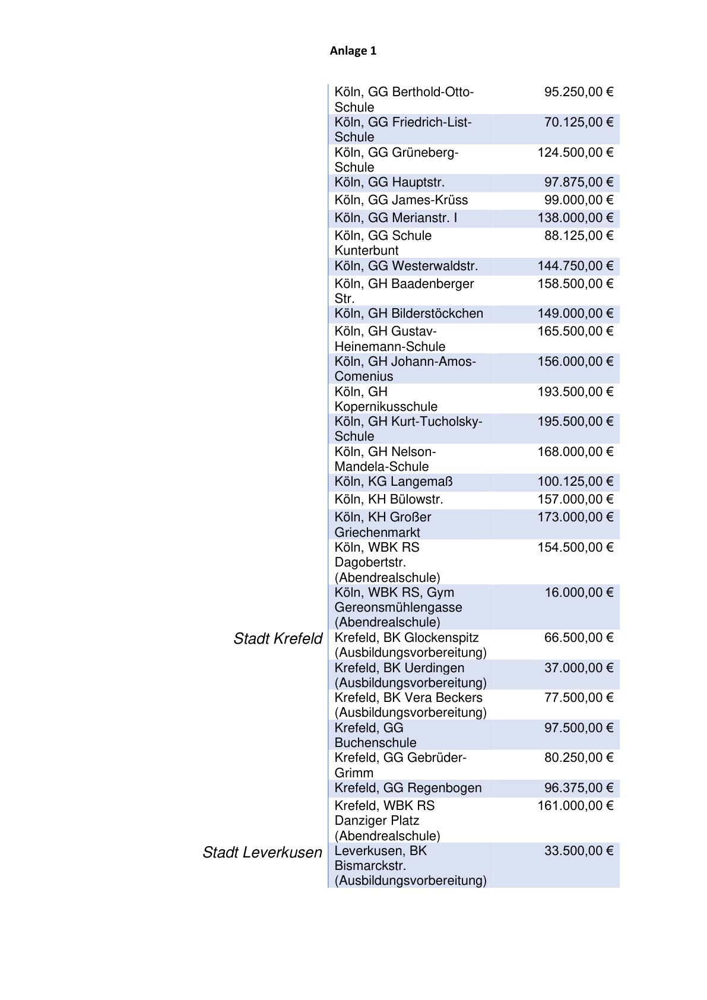 Anlage 1
Köln, GG Berthold-Otto- 95.250,00 €
Schule
Köln, GG Friedrich-List- 70.125,00 €
Schule
Köln, GG Grüneberg- 124.500,00 €
Schule
Köln, GG Hauptstr. 97.875,00 €
Köln, GG James-Krüss 99.000,00 €
Köln, GG Merianstr. I 138.000,00 €
Köln, GG Schule 88.125,00 €
Kunterbunt
Köln, GG Westerwaldstr. 144.750,00 €
Köln, GH Baadenberger 158.500,00 €
Str.
Köln, GH Bilderstöckchen 149.000,00 €
Köln, GH Gustav- 165.500,00 €
Heinemann-Schule
Köln, GH Johann-Amos- 156.000,00 €
Comenius
Köln, GH 193.500,00 €
Kopernikusschule
Köln, GH Kurt-Tucholsky- 195.500,00 €
Schule
Köln, GH Nelson- 168.000,00 €
Mandela-Schule
Köln, KG Langemaß 100.125,00 €
Köln, KH Bülowstr. 157.000,00 €
Köln, KH Großer 173.000,00 €
Griechenmarkt
Köln, WBK RS 154.500,00 €
Dagobertstr.
(Abendrealschule)
Köln, WBK RS, Gym 16.000,00 €
Gereonsmühlengasse
(Abendrealschule)
Stadt Krefeld Krefeld, BK Glockenspitz 66.500,00 €
(Ausbildungsvorbereitung)
Krefeld, BK Uerdingen 37.000,00 €
(Ausbildungsvorbereitung)
Krefeld, BK Vera Beckers 77.500,00 €
(Ausbildungsvorbereitung)
Krefeld, GG 97.500,00 €
Buchenschule
Krefeld, GG Gebrüder- 80.250,00 €
Grimm
Krefeld, GG Regenbogen 96.375,00 €
Krefeld, WBK RS 161.000,00 €
Danziger Platz
(Abendrealschule)
Stadt Leverkusen Leverkusen, BK 33.500,00 €
Bismarckstr.
(Ausbildungsvorbereitung)